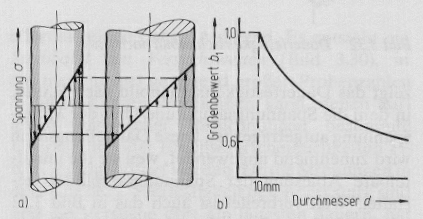 Spannung σ
a)
Größenbeiwert b₁
1,0
0,6
b)
10mm
Durchmesser d